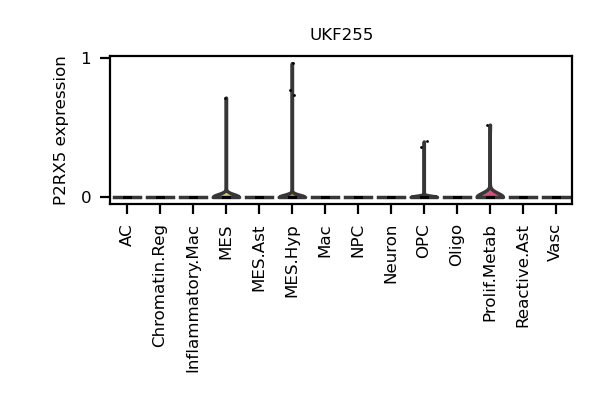 UKF255
P2RX5 expression
1
0
AC
Chromatin.Reg
Inflammatory.Mac
MES
MES.Ast
MES.Hyp
Mac
NPC
Neuron
OPC
Oligo
Prolif.Metab
Reactive.Ast
Vasc